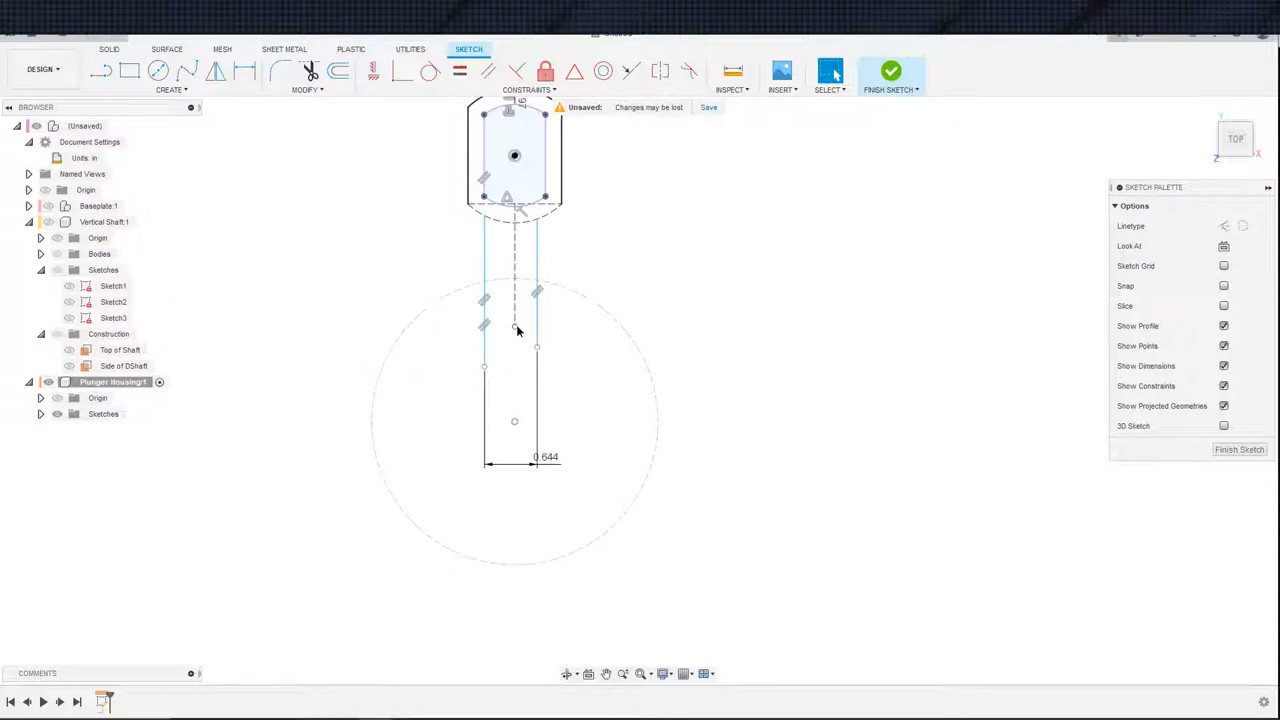 SOLID SURFACE MESH SHEET METAL PLASTIC UTILITIES SKETCH
DESIGN
CREATE MODIFY CONSTRAINTS INSPECT INSERT SELECT FINISH SKETCH
BROWSER
Unsaved: Changes may be lost Save
(Unsaved)
Document Settings
Units: in
Named Views
Origin
Baseplate:1
Vertical Shaft:1
Origin
Bodies
Sketches
Sketch1
Sketch2
Sketch3
Construction
Top of Shaft
Side of DShaft
Plunger Housing:1
Origin
Sketches
0.644
Y
TOP
X
Z
SKETCH PALETTE
Options
Linetype
Look At
Sketch Grid
Snap
Slice
Show Profile
Show Points
Show Dimensions
Show Constraints
Show Projected Geometries
3D Sketch
Finish Sketch
COMMENTS